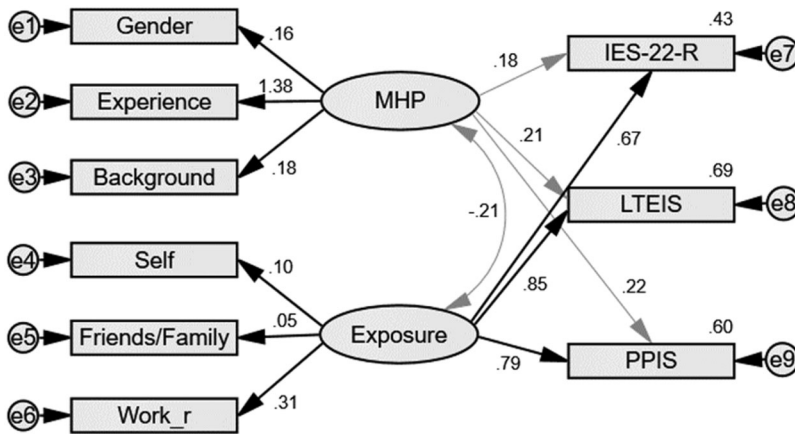 e1
Gender
.16
.43
IES-22-R
e7
.18
e2
Experience
1.38
MHP
.21
.67
e3
Background
.18
.69
LTEIS
e8
-.21
e4
Self
.10
.85
.22
Exposure
.60
e5
Friends/Family
.05
.79
PPIS
e9
.31
e6
Work_r